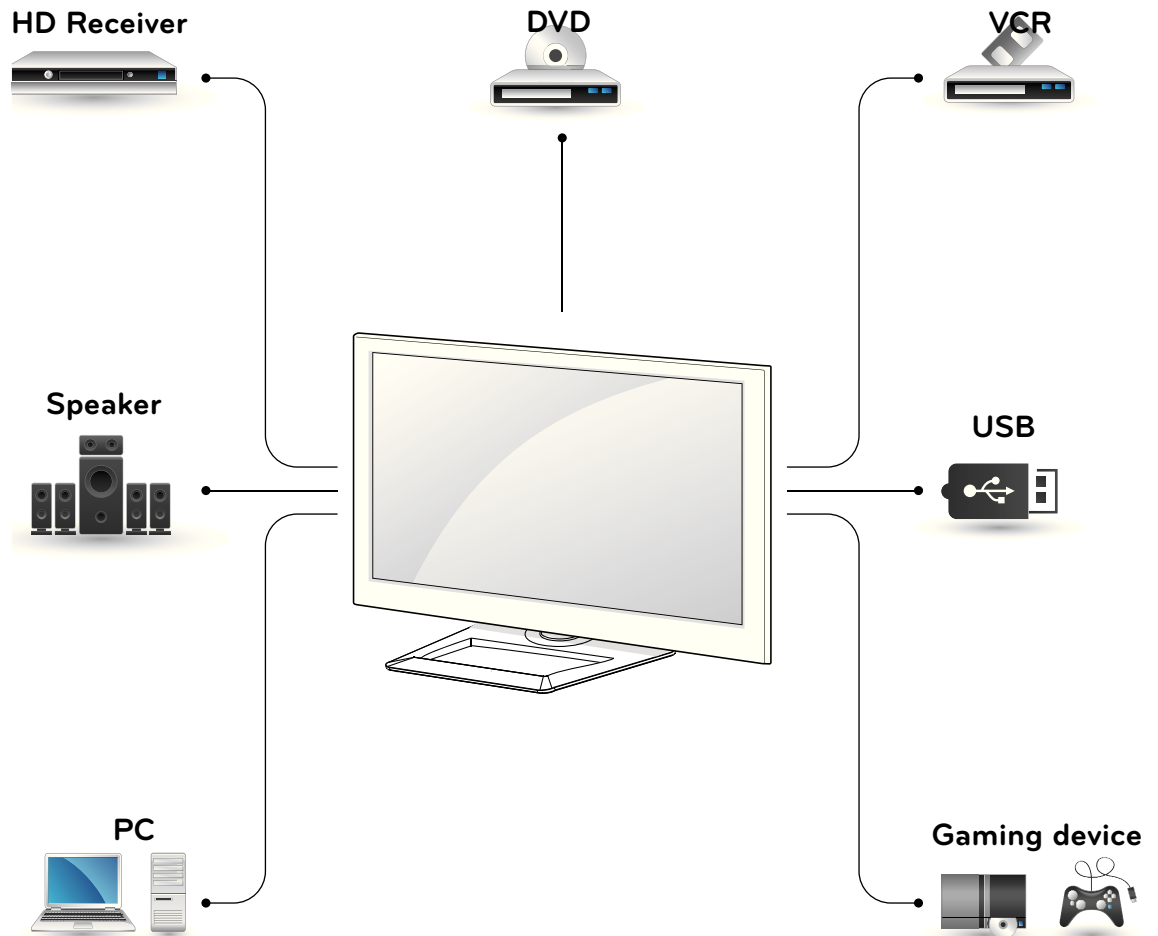 HD Receiver
DVD
VCR
Speaker
USB
PC
Gaming device